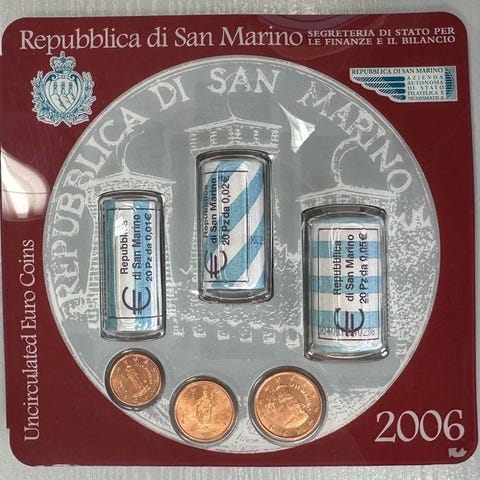 Repubblica di San Marino
SEGRETERIA DI STATO PER
LE FINANZE E IL BILANCIO
REPUBBLICA DI SAN MARINO
AZIENDA
AUTONOMA
DI STATO
FILATELICA E
NUMISMATICA
REPUBBLICA DI SAN MARINO
Repubblica
di San Marino
20 Pz da 0,01€
€
Repubblica
di San Marino
20 Pz da 0,02€
€
Repubblica
di San Marino
20 Pz da 0,05€
€
Uncirculated Euro Coins
2006